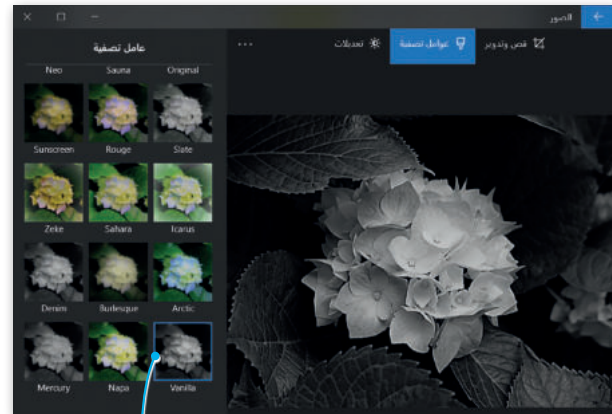 الصور
قص وتدوير
عوامل تصفية
تعديلات
عامل تصفية
Original
Sauna
Neo
Slate
Rouge
Sunscreen
Icarus
Sahara
Zeke
Arctic
Burlesque
Denim
Vanilla
Napa
Mercury